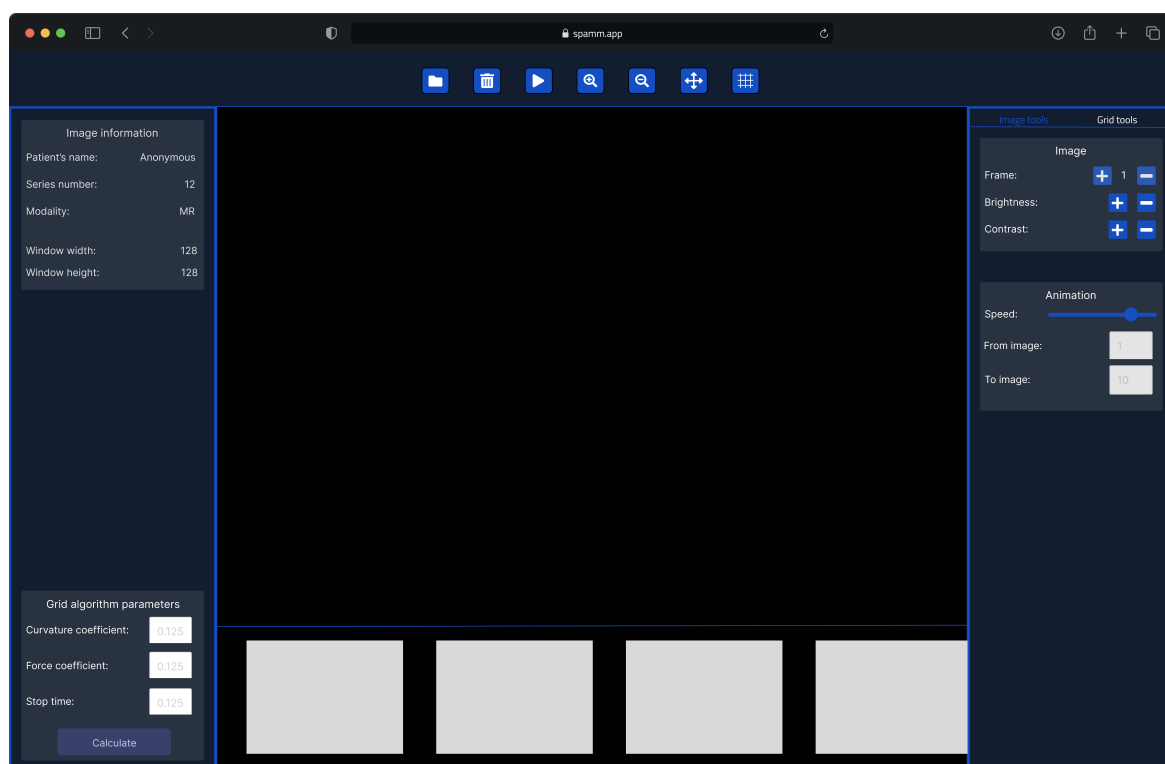 spamm.app
Image information
Patient's name: Anonymous
Series number: 12
Modality: MR
Window width: 128
Window height: 128
Grid algorithm parameters
Curvature coefficient: 0.125
Force coefficient: 0.125
Stop time: 0.125
Calculate
Image tools Grid tools
Image
Frame: 1
Brightness:
Contrast:
Animation
Speed:
From image: 1
To image: 10